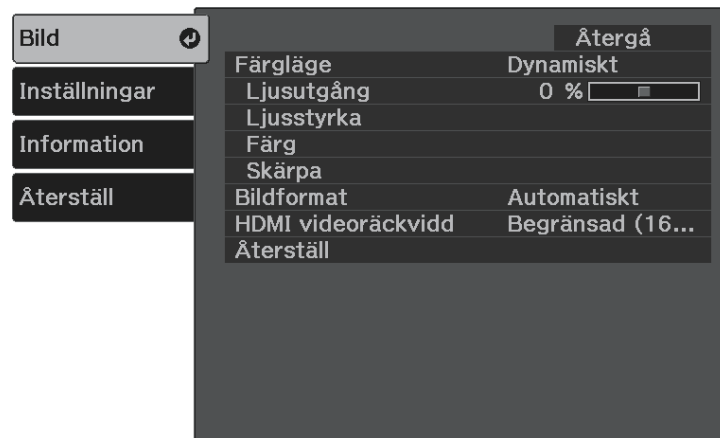 Bild
Inställningar
Information
Återställ
Återgå
Färgläge Dynamiskt
Ljusutgång 0 %
Ljusstyrka
Färg
Skärpa
Bildformat Automatiskt
HDMI videoräckvidd Begränsad (16...
Återställ